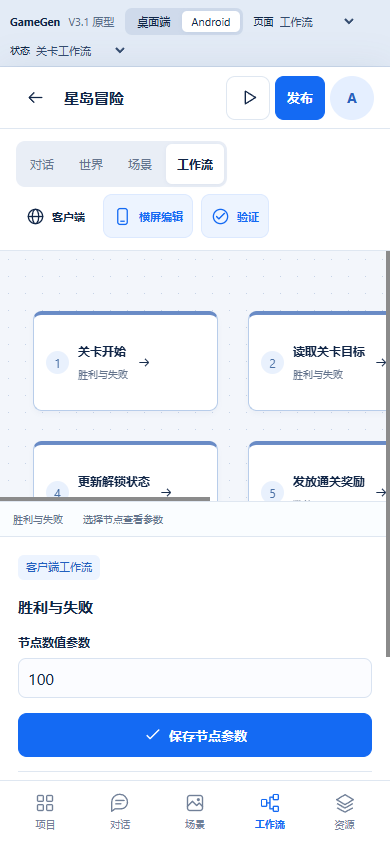 GameGen V3.1 原型 桌面端 Android 页面 工作流
状态 关卡工作流
星岛冒险 发布 A
对话 世界 场景 工作流
客户端 横屏编辑 验证
1 关卡开始 2 读取关卡目标
胜利与失败 胜利与失败
4 更新解锁状态 5 发放通关奖励
胜利与失败 选择节点查看参数
客户端工作流
胜利与失败
节点数值参数
100
保存节点参数
项目 对话 场景 工作流 资源